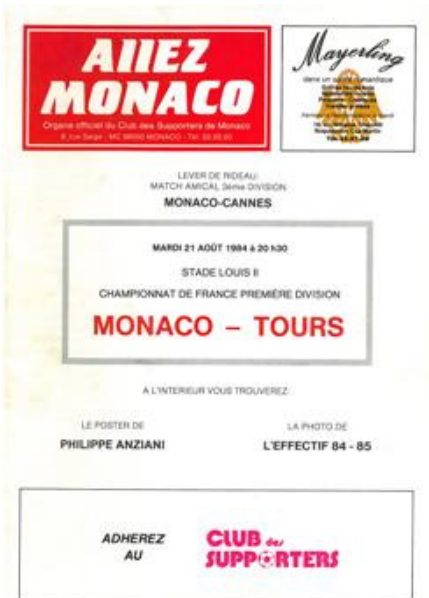 AllEZ
MONACO
Organe officiel du Club des Supporters de Monaco
Mayerling
dans un cadre romantique
LEVER DE RIDEAU:
MATCH AMICAL 3ème DIVISION
MONACO-CANNES
MARDI 21 AOÛT 1984 à 20 h30
STADE LOUIS II
CHAMPIONNAT DE FRANCE PREMIÈRE DIVISION
MONACO – TOURS
A L'INTERIEUR VOUS TROUVEREZ:
LE POSTER DE
PHILIPPE ANZIANI
LA PHOTO DE
L'EFFECTIF 84 - 85
ADHEREZ
AU
CLUB des
SUPPORTERS